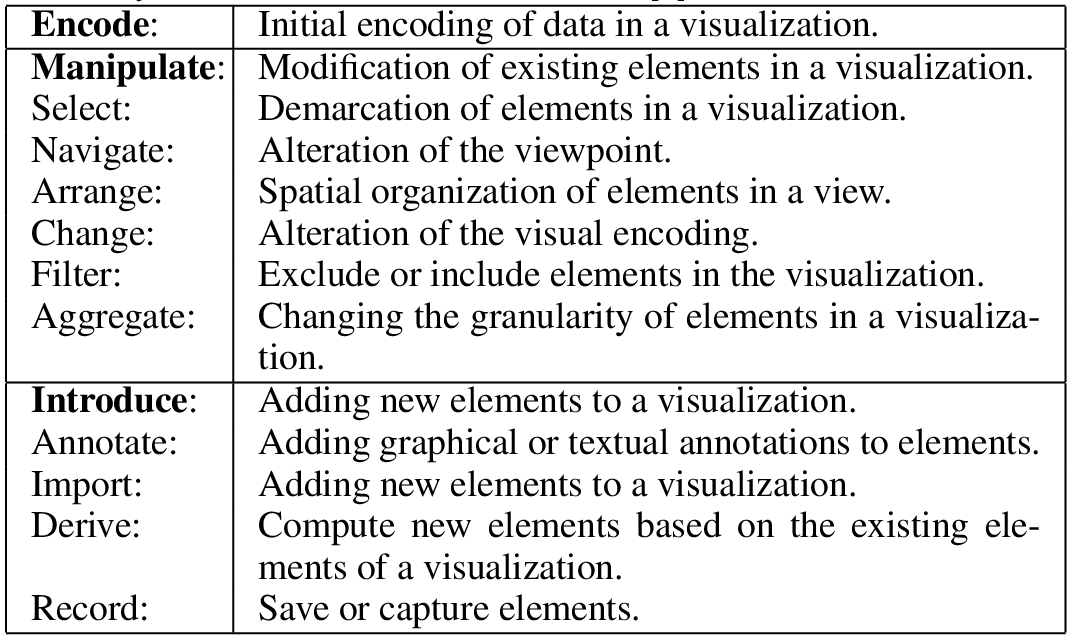 Encode: Initial encoding of data in a visualization.
Manipulate: Modification of existing elements in a visualization.
Select: Demarcation of elements in a visualization.
Navigate: Alteration of the viewpoint.
Arrange: Spatial organization of elements in a view.
Change: Alteration of the visual encoding.
Filter: Exclude or include elements in the visualization.
Aggregate: Changing the granularity of elements in a visualiza-
tion.
Introduce: Adding new elements to a visualization.
Annotate: Adding graphical or textual annotations to elements.
Import: Adding new elements to a visualization.
Derive: Compute new elements based on the existing ele-
ments of a visualization.
Record: Save or capture elements.